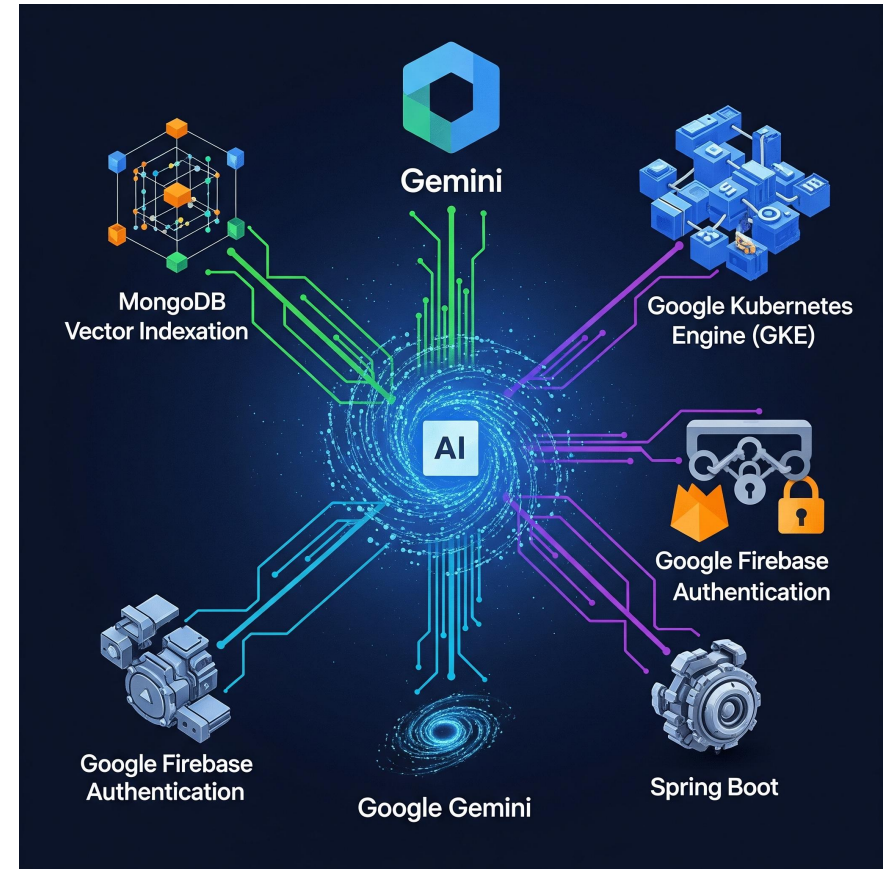 Gemini
MongoDB
Vector Indexation
Google Kubernetes
Engine (GKE)
AI
Google Firebase
Authentication
Google Firebase
Authentication
Google Gemini
Spring Boot